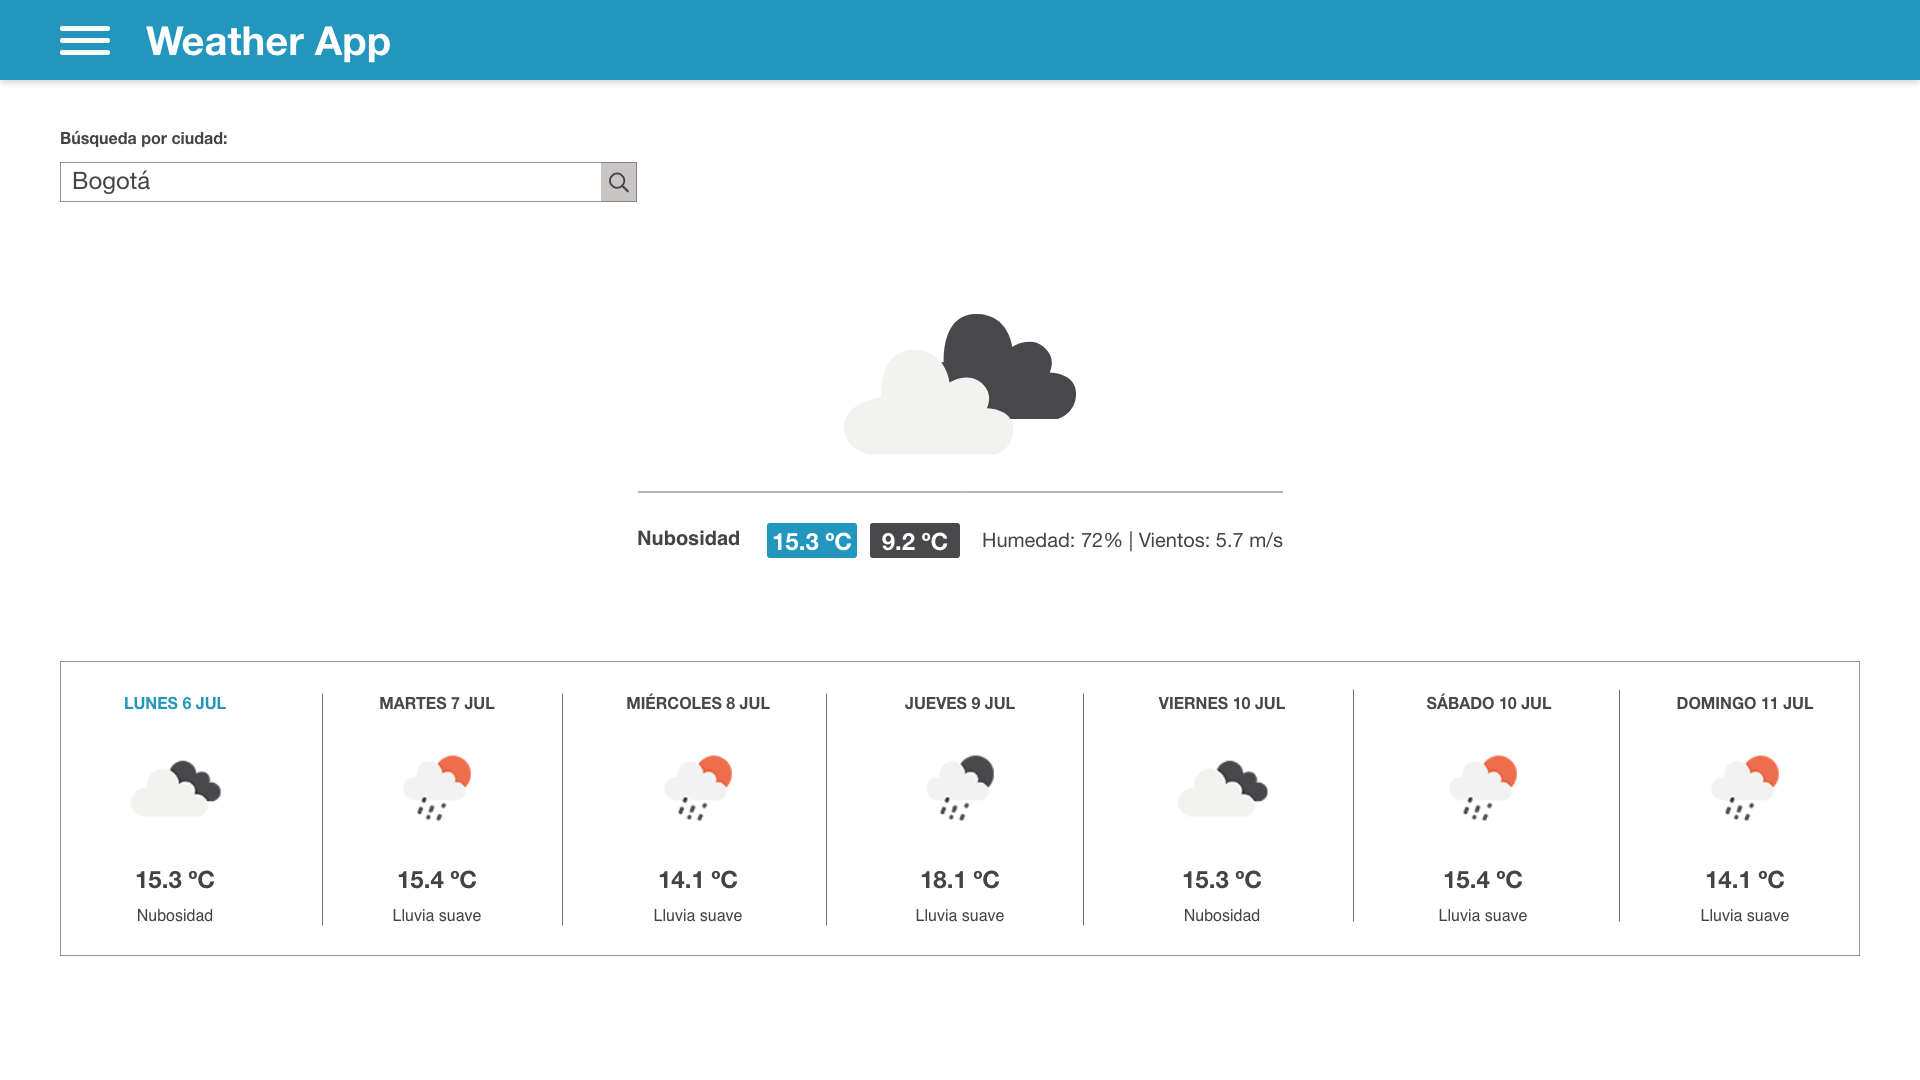 Weather App
Búsqueda por ciudad:
Bogotá
Nubosidad 15.3 ºC 9.2 ºC Humedad: 72% | Vientos: 5.7 m/s
LUNES 6 JUL MARTES 7 JUL MIÉRCOLES 8 JUL JUEVES 9 JUL VIERNES 10 JUL SÁBADO 10 JUL DOMINGO 11 JUL
15.3 ºC 15.4 ºC 14.1 ºC 18.1 ºC 15.3 ºC 15.4 ºC 14.1 ºC
Nubosidad Lluvia suave Lluvia suave Lluvia suave Nubosidad Lluvia suave Lluvia suave